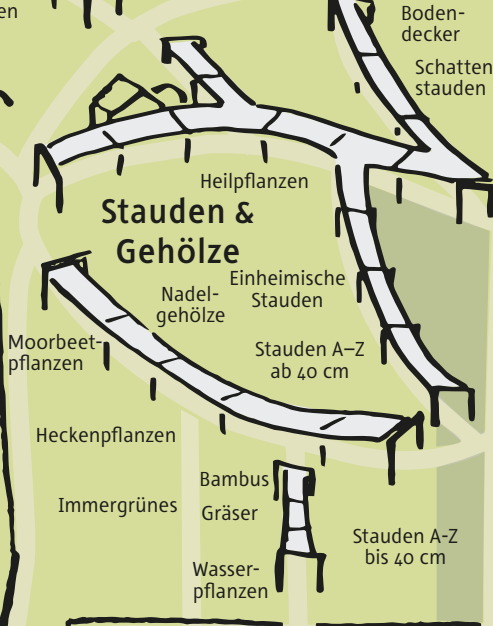 en
Boden-
decker
Schatten
stauden
Heilpflanzen
Stauden &
Gehölze
Einheimische
Stauden
Nadel-
gehölze
Moorbeet-
pflanzen
Stauden A–Z
ab 40 cm
Heckenpflanzen
Bambus
Immergrünes
Gräser
Stauden A-Z
bis 40 cm
Wasser-
pflanzen